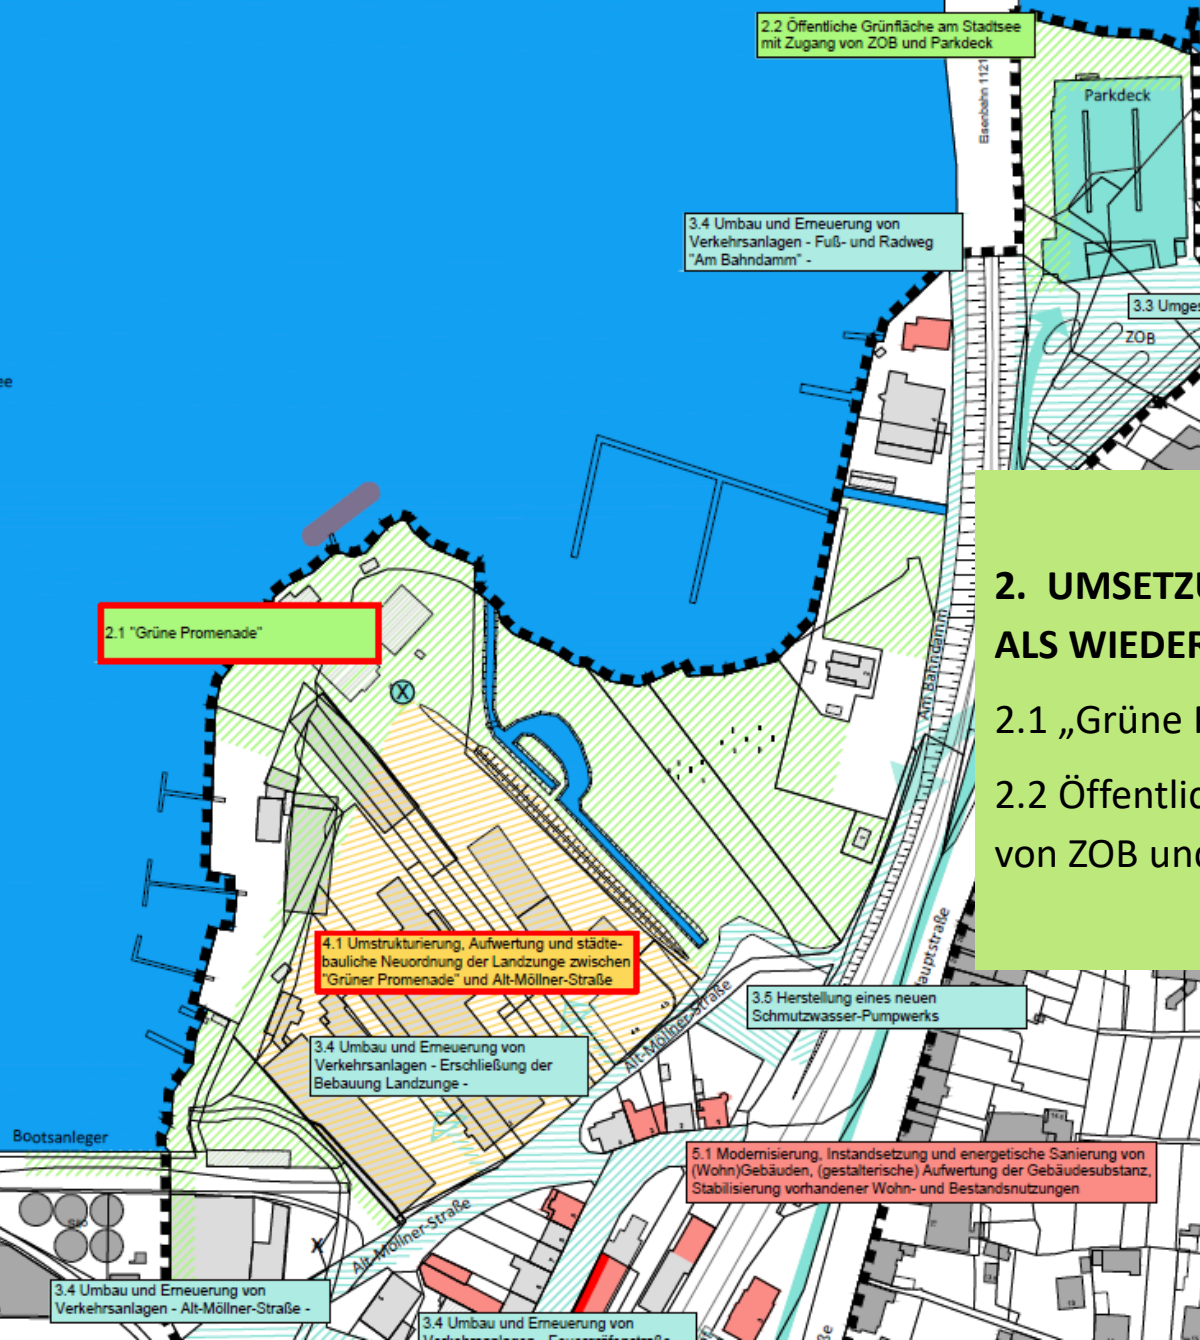 2.2 Öffentliche Grünfläche am Stadtsee
mit Zugang von ZOB und Parkdeck
Eisenbahn 1121
Parkdeck
3.4 Umbau und Erneuerung von
Verkehrsanlagen - Fuß- und Radweg
"Am Bahndamm" -
3.3 Umges
ZOB
ee
2. UMSETZU
ALS WIEDER
2.1 „Grüne
2.2 Öffentlic
von ZOB und
2.1 "Grüne Promenade"
X
Am Bahndamm
auptstraße
4.1 Umstrukturierung, Aufwertung und städte-
bauliche Neuordnung der Landzunge zwischen
"Grüner Promenade" und Alt-Möllner-Straße
3.5 Herstellung eines neuen
Schmutzwasser-Pumpwerks
Alt-Möllner-Straße
3.4 Umbau und Erneuerung von
Verkehrsanlagen - Erschließung der
Bebauung Landzunge -
Bootsanleger
5.1 Modernisierung, Instandsetzung und energetische Sanierung von
(Wohn)Gebäuden, (gestalterische) Aufwertung der Gebäudesubstanz,
Stabilisierung vorhandener Wohn- und Bestandsnutzungen
Silo
X
Alt-Möllner-Straße
3.4 Umbau und Erneuerung von
Verkehrsanlagen - Alt-Möllner-Straße -
3.4 Umbau und Erneuerung von
ße